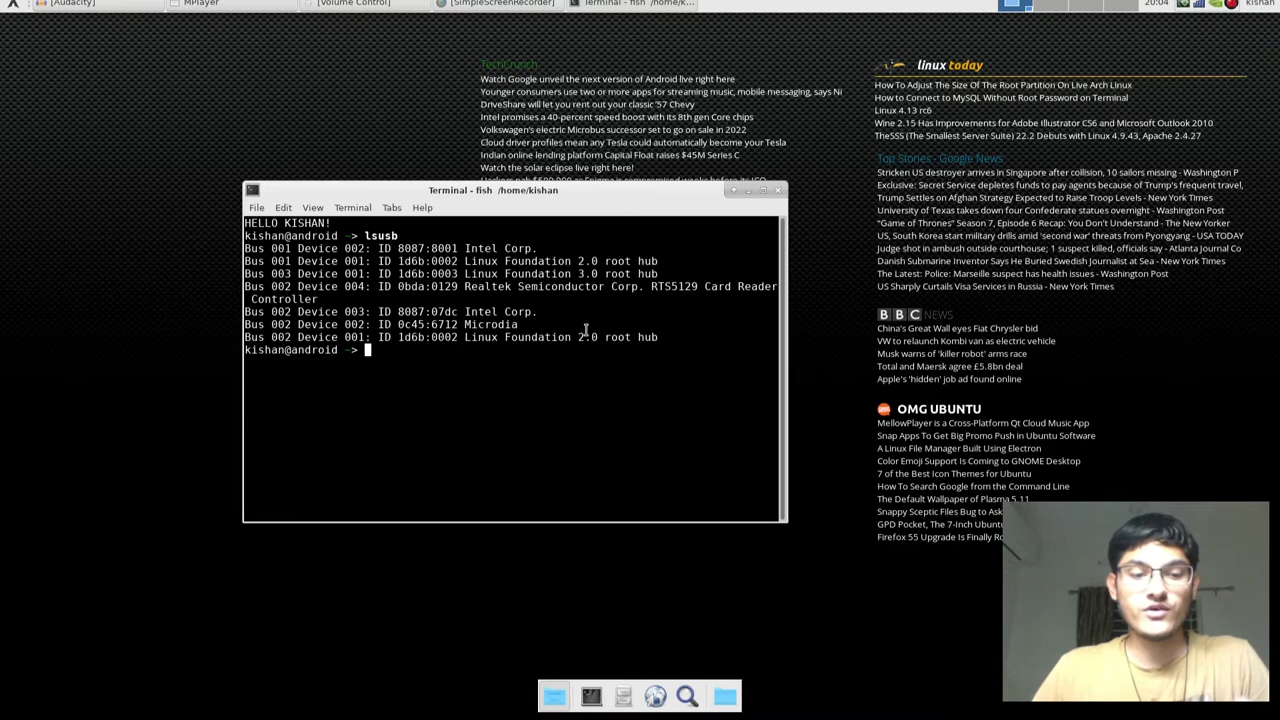 [Audacity]
MPlayer
[Volume Control]
[SimpleScreenRecorder]
Terminal - fish /home/k...
20:04
kishan
TechCrunch
Watch Google unveil the next version of Android live right here
Younger consumers use two or more apps for streaming music, mobile messaging, says Ni
DriveShare will let you rent out your classic '57 Chevy
Intel promises a 40-percent speed boost with its 8th gen Core chips
Volkswagen's electric Microbus successor set to go on sale in 2022
Cloud driver profiles mean any Tesla could automatically become your Tesla
Indian online lending platform Capital Float raises $45M Series C
Watch the solar eclipse live right here!
linux today
How To Adjust The Size Of The Root Partition On Live Arch Linux
How to Connect to MySQL Without Root Password on Terminal
Linux 4.13 rc6
Wine 2.15 Has Improvements for Adobe Illustrator CS6 and Microsoft Outlook 2010
TheSSS (The Smallest Server Suite) 22.2 Debuts with Linux 4.9.43, Apache 2.4.27
Top Stories - Google News
Stricken US destroyer arrives in Singapore after collision, 10 sailors missing - Washington P
Exclusive: Secret Service depletes funds to pay agents because of Trump's frequent travel,
Trump Settles on Afghan Strategy Expected to Raise Troop Levels - New York Times
University of Texas takes down four Confederate statues overnight - Washington Post
"Game of Thrones" Season 7, Episode 6 Recap: You Don't Understand - The New Yorker
US, South Korea start military drills amid 'second war' threats from Pyongyang - USA TODAY
Judge shot in ambush outside courthouse; 1 suspect killed, officials say - Atlanta Journal Co
Danish Submarine Inventor Says He Buried Swedish Journalist at Sea - New York Times
The Latest: Police: Marseille suspect has health issues - Washington Post
US Sharply Curtails Visa Services in Russia - New York Times
BBC NEWS
China's Great Wall eyes Fiat Chrysler bid
VW to relaunch Kombi van as electric vehicle
Musk warns of 'killer robot' arms race
Total and Maersk agree £5.8bn deal
Apple's 'hidden' job ad found online
OMG UBUNTU
MellowPlayer is a Cross-Platform Qt Cloud Music App
Snap Apps To Get Big Promo Push in Ubuntu Software
A Linux File Manager Built Using Electron
Color Emoji Support Is Coming to GNOME Desktop
7 of the Best Icon Themes for Ubuntu
How To Search Google from the Command Line
The Default Wallpaper of Plasma 5.11
Snappy Sceptic Files Bug to Ask
GPD Pocket, The 7-Inch Ubuntu
Firefox 55 Upgrade Is Finally
Terminal - fish /home/kishan
File Edit View Terminal Tabs Help
HELLO KISHAN!
kishan@android ~> lsusb
Bus 001 Device 002: ID 8087:8001 Intel Corp.
Bus 001 Device 001: ID 1d6b:0002 Linux Foundation 2.0 root hub
Bus 003 Device 001: ID 1d6b:0003 Linux Foundation 3.0 root hub
Bus 002 Device 004: ID 0bda:0129 Realtek Semiconductor Corp. RTS5129 Card Reader
Controller
Bus 002 Device 003: ID 8087:07dc Intel Corp.
Bus 002 Device 002: ID 0c45:6712 Microdia
Bus 002 Device 001: ID 1d6b:0002 Linux Foundation 2.0 root hub
kishan@android ~>